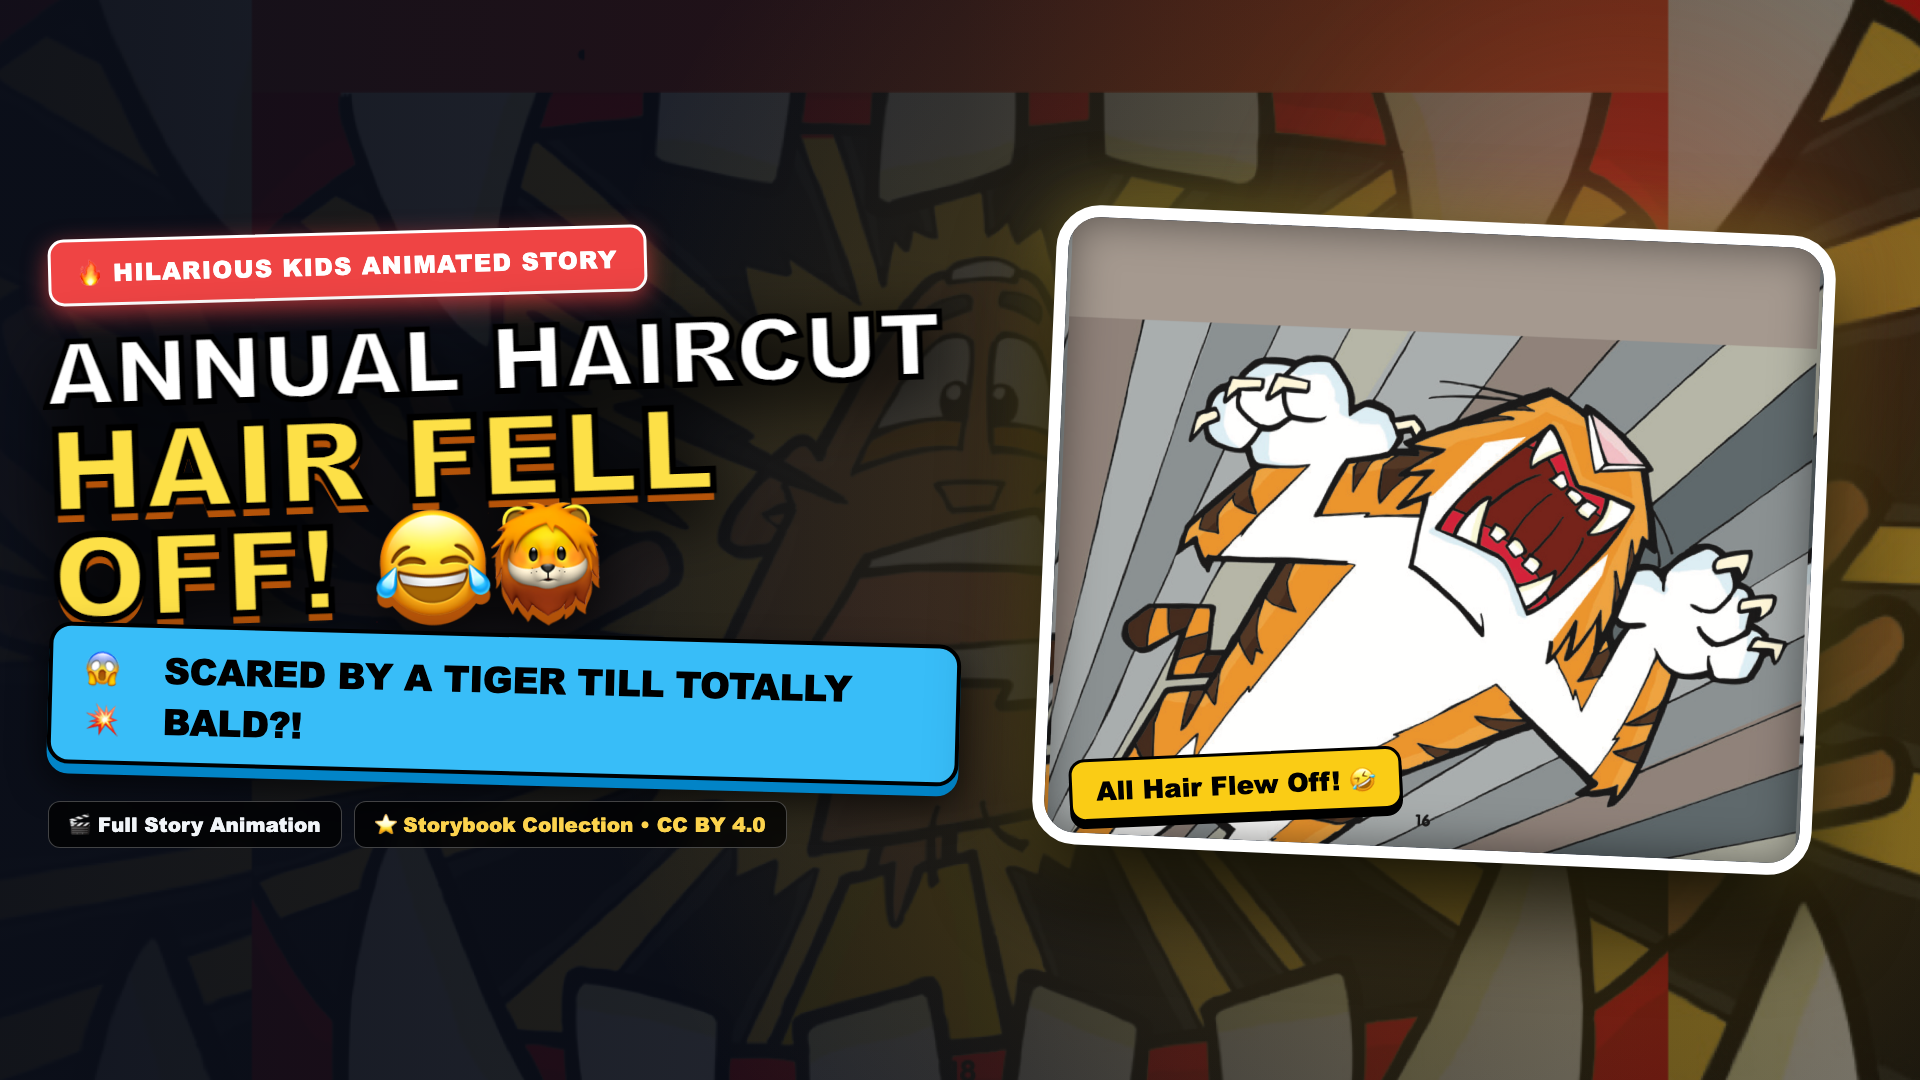 🔥 HILARIOUS KIDS ANIMATED STORY
ANNUAL HAIRCUT
HAIR FELL
OFF! 😂🦁
😱 SCARED BY A TIGER TILL TOTALLY
💥 BALD?!
🎬 Full Story Animation
⭐ Storybook Collection • CC BY 4.0
All Hair Flew Off! 🤣
16
18